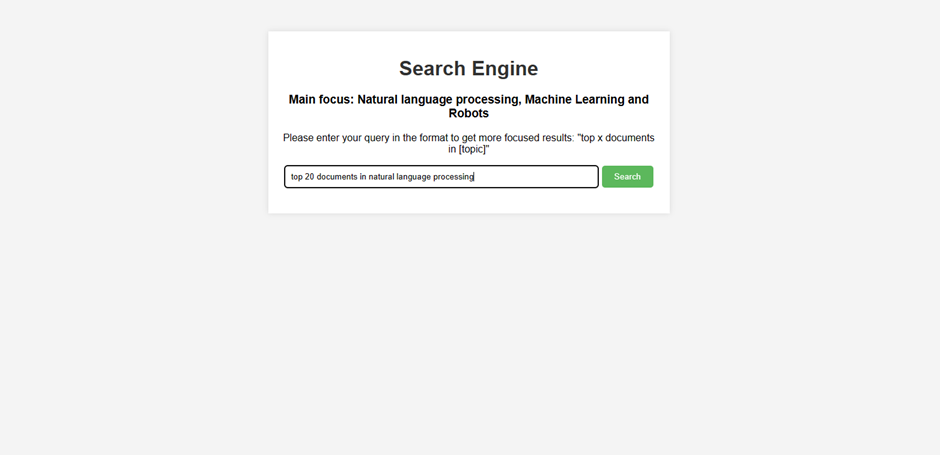 Search Engine
Main focus: Natural language processing, Machine Learning and
Robots
Please enter your query in the format to get more focused results: "top x documents
in [topic]"
top 20 documents in natural language processing
Search